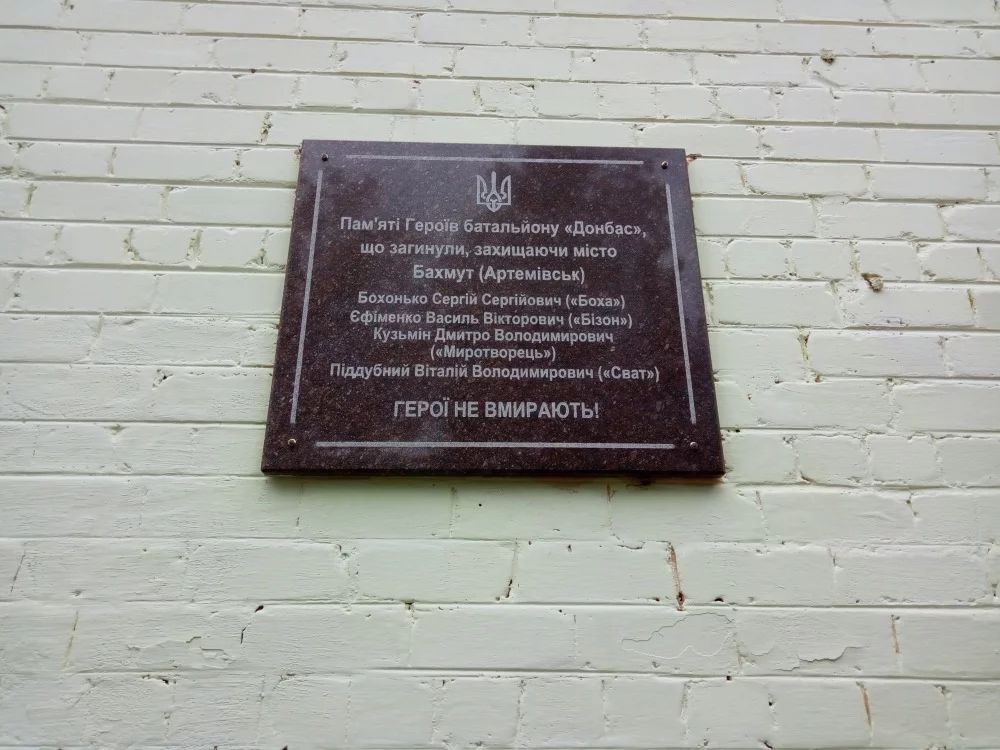 Пам'яті Героїв батальйону «Донбас»,
що загинули, захищаючи місто
Бахмут (Артемівськ)
Бохонько Сергій Сергійович («Боха»)
Єфіменко Василь Вікторович («Бізон»)
Кузьмін Дмитро Володимирович
(«Миротворець»)
Піддубний Віталій Володимирович («Сват»)
ГЕРОЇ НЕ ВМИРАЮТЬ!